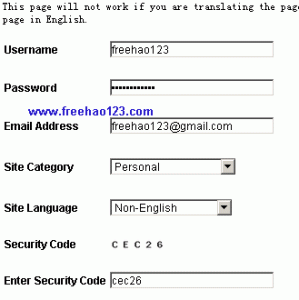 This page will not work if you are translating the pag
page in English.
Username freehao123
Password ••••••••••••
www.freehao123.com
Email Address freehao123@gmail.com
Site Category Personal
Site Language Non-English
Security Code C E C 2 6
Enter Security Code cec26